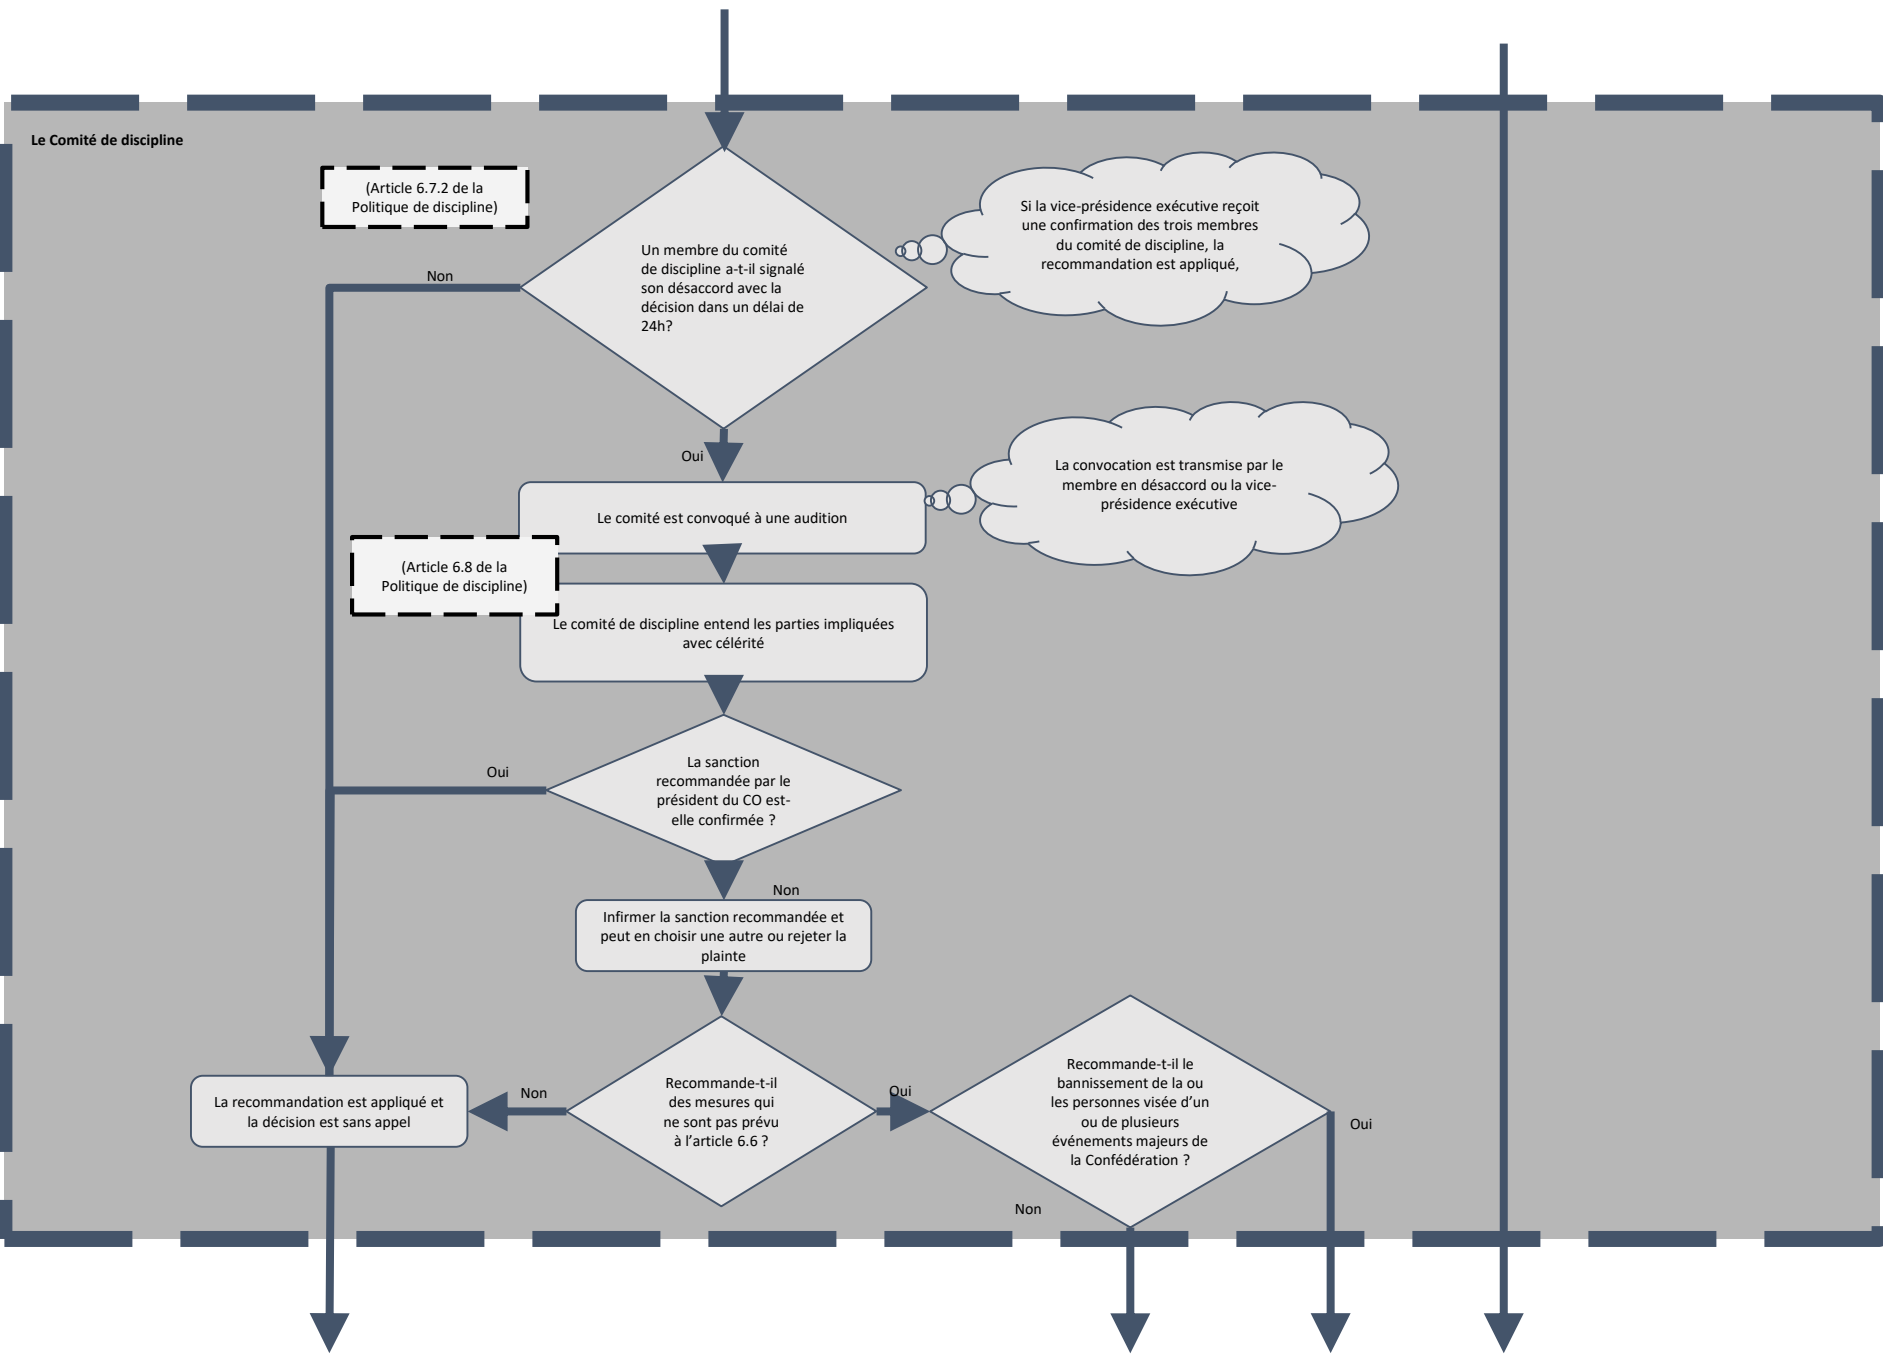 Le Comité de discipline
(Article 6.7.2 de la
Politique de discipline)
Si la vice-présidence exécutive reçoit
une confirmation des trois membres
du comité de discipline, la
recommandation est appliqué,
Un membre du comité
de discipline a-t-il signalé
son désaccord avec la
décision dans un délai de
24h?
Non
Oui
La convocation est transmise par le
membre en désaccord ou la vice-
présidence exécutive
Le comité est convoqué à une audition
(Article 6.8 de la
Politique de discipline)
Le comité de discipline entend les parties impliquées
avec célérité
La sanction
recommandée par le
président du CO est-
elle confirmée ?
Oui
Non
Infirmer la sanction recommandée et
peut en choisir une autre ou rejeter la
plainte
Recommande-t-il
des mesures qui
ne sont pas prévu
à l'article 6.6 ?
Non
Oui
La recommandation est appliqué et
la décision est sans appel
Recommande-t-il le
bannissement de la ou
les personnes visée d'un
ou de plusieurs
événements majeurs de
la Confédération ?
Oui
Non